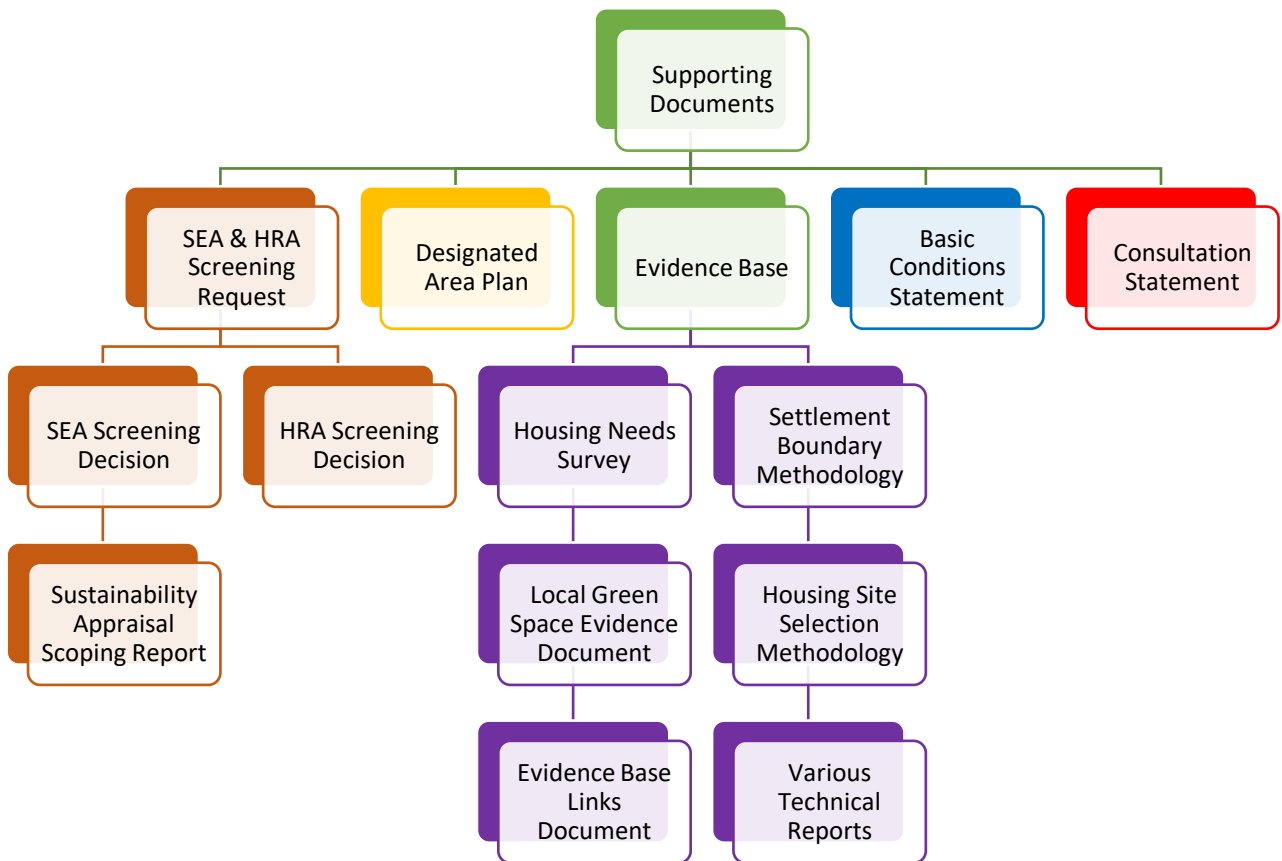 Supporting
Documents
SEA & HRA
Screening
Request
Designated
Area Plan
Evidence Base
Basic
Conditions
Statement
Consultation
Statement
SEA Screening
Decision
HRA Screening
Decision
Housing Needs
Survey
Settlement
Boundary
Methodology
Sustainability
Appraisal
Scoping Report
Local Green
Space Evidence
Document
Housing Site
Selection
Methodology
Evidence Base
Links
Document
Various
Technical
Reports